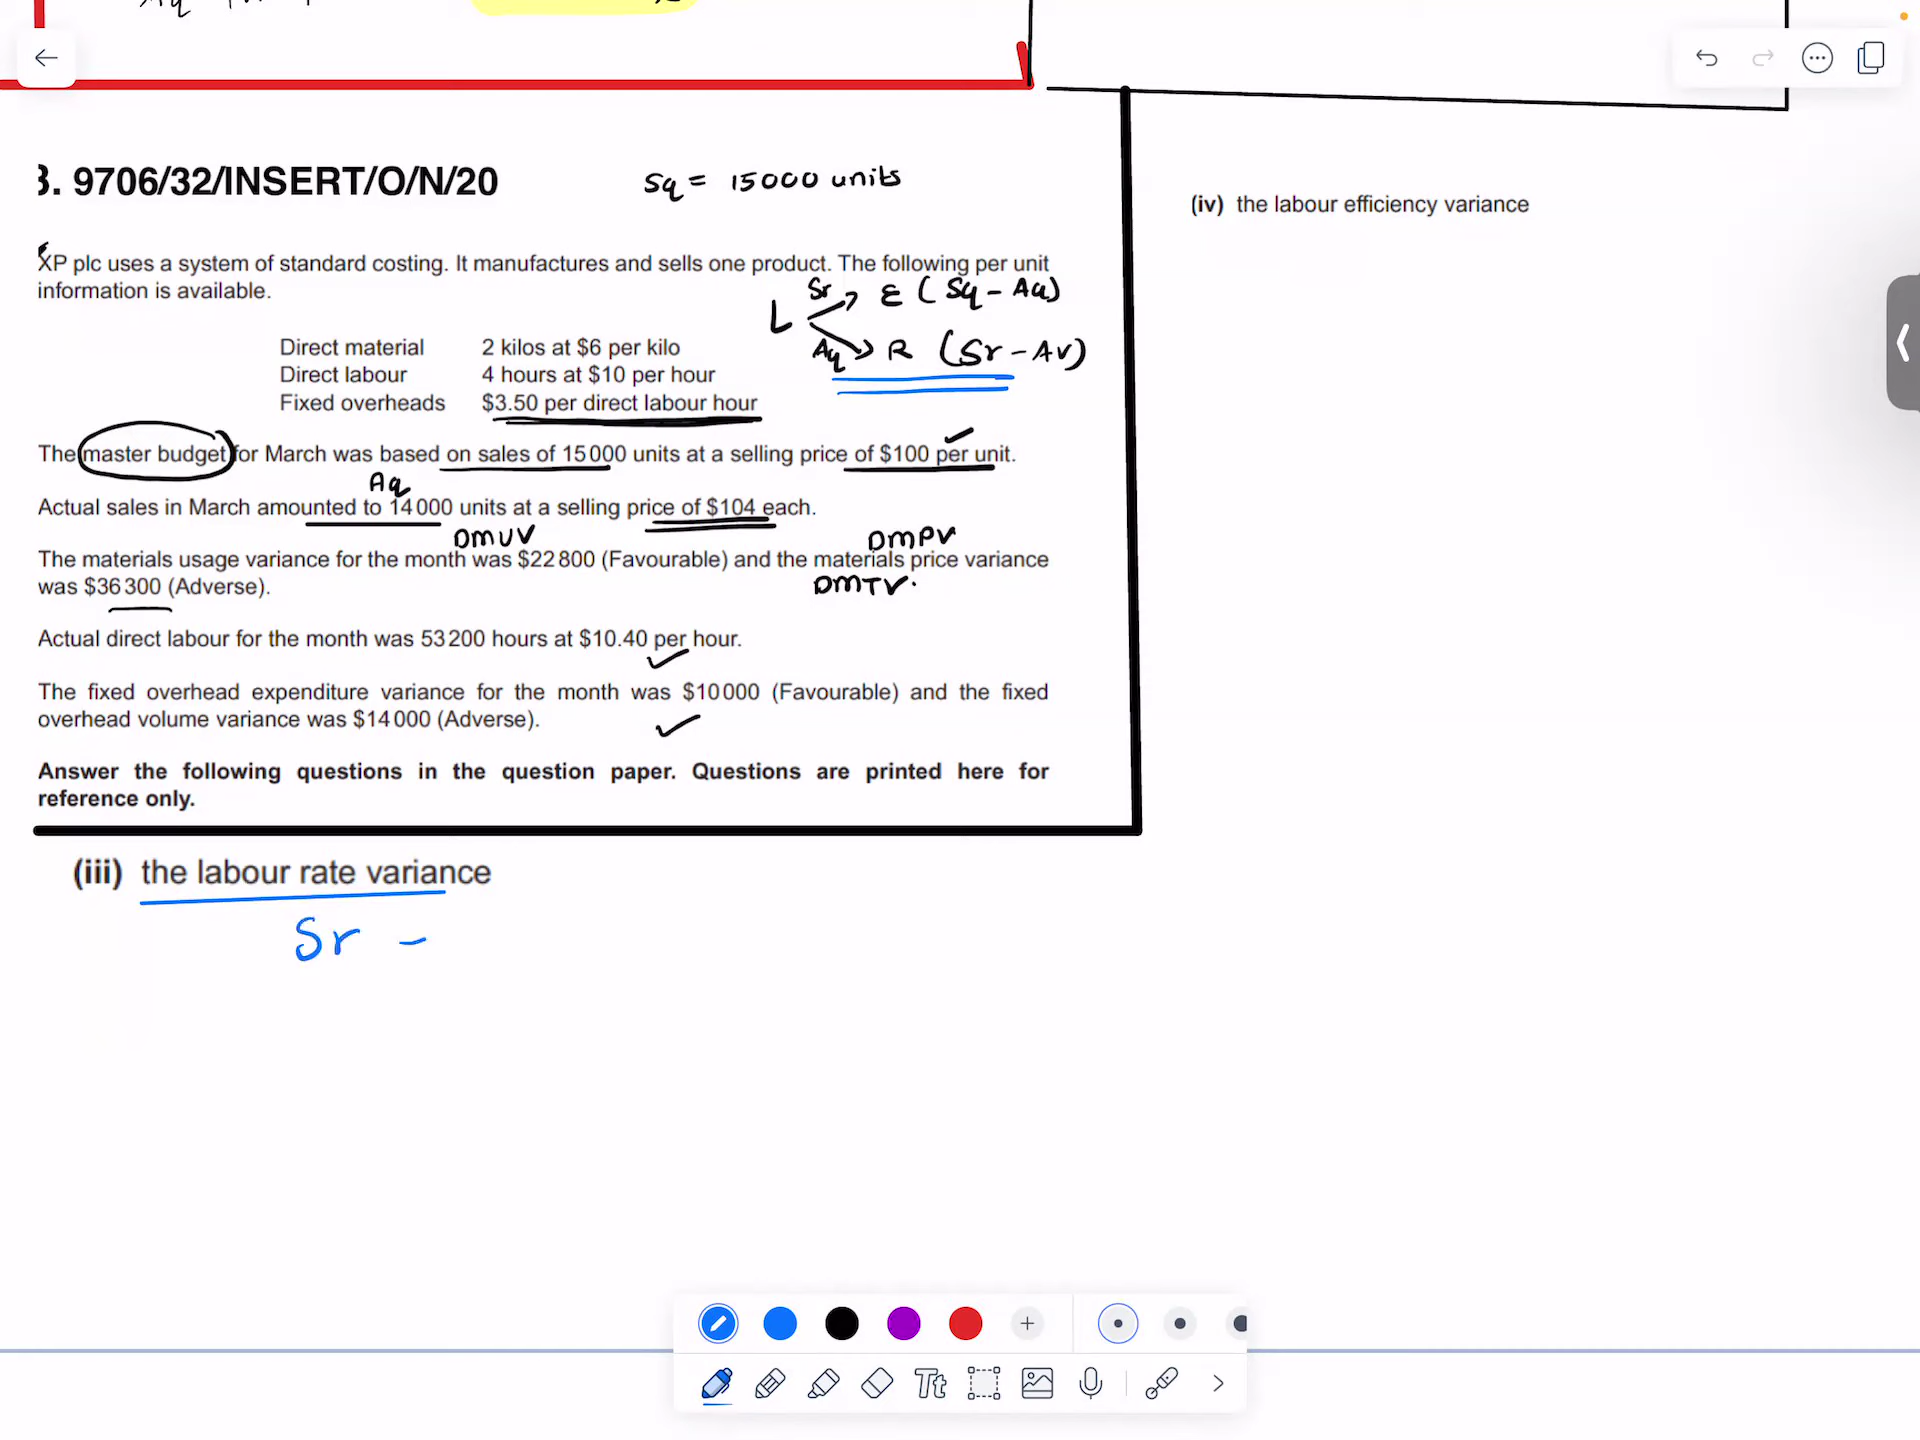 3. 9706/32/INSERT/O/N/20
Sq = 15000 units
XP plc uses a system of standard costing. It manufactures and sells one product. The following per unit
information is available.
L
Sr → E (Sq - Aq)
Aq → R (Sr - Ar)
Direct material 2 kilos at $6 per kilo
Direct labour 4 hours at $10 per hour
Fixed overheads $3.50 per direct labour hour
The master budget for March was based on sales of 15 000 units at a selling price of $100 per unit.
Aq
Actual sales in March amounted to 14 000 units at a selling price of $104 each.
DMUV DMPV
The materials usage variance for the month was $22 800 (Favourable) and the materials price variance
was $36 300 (Adverse).
DMTV.
Actual direct labour for the month was 53 200 hours at $10.40 per hour.
The fixed overhead expenditure variance for the month was $10 000 (Favourable) and the fixed
overhead volume variance was $14 000 (Adverse).
Answer the following questions in the question paper. Questions are printed here for
reference only.
(iii) the labour rate variance
Sr -
(iv) the labour efficiency variance
Tt